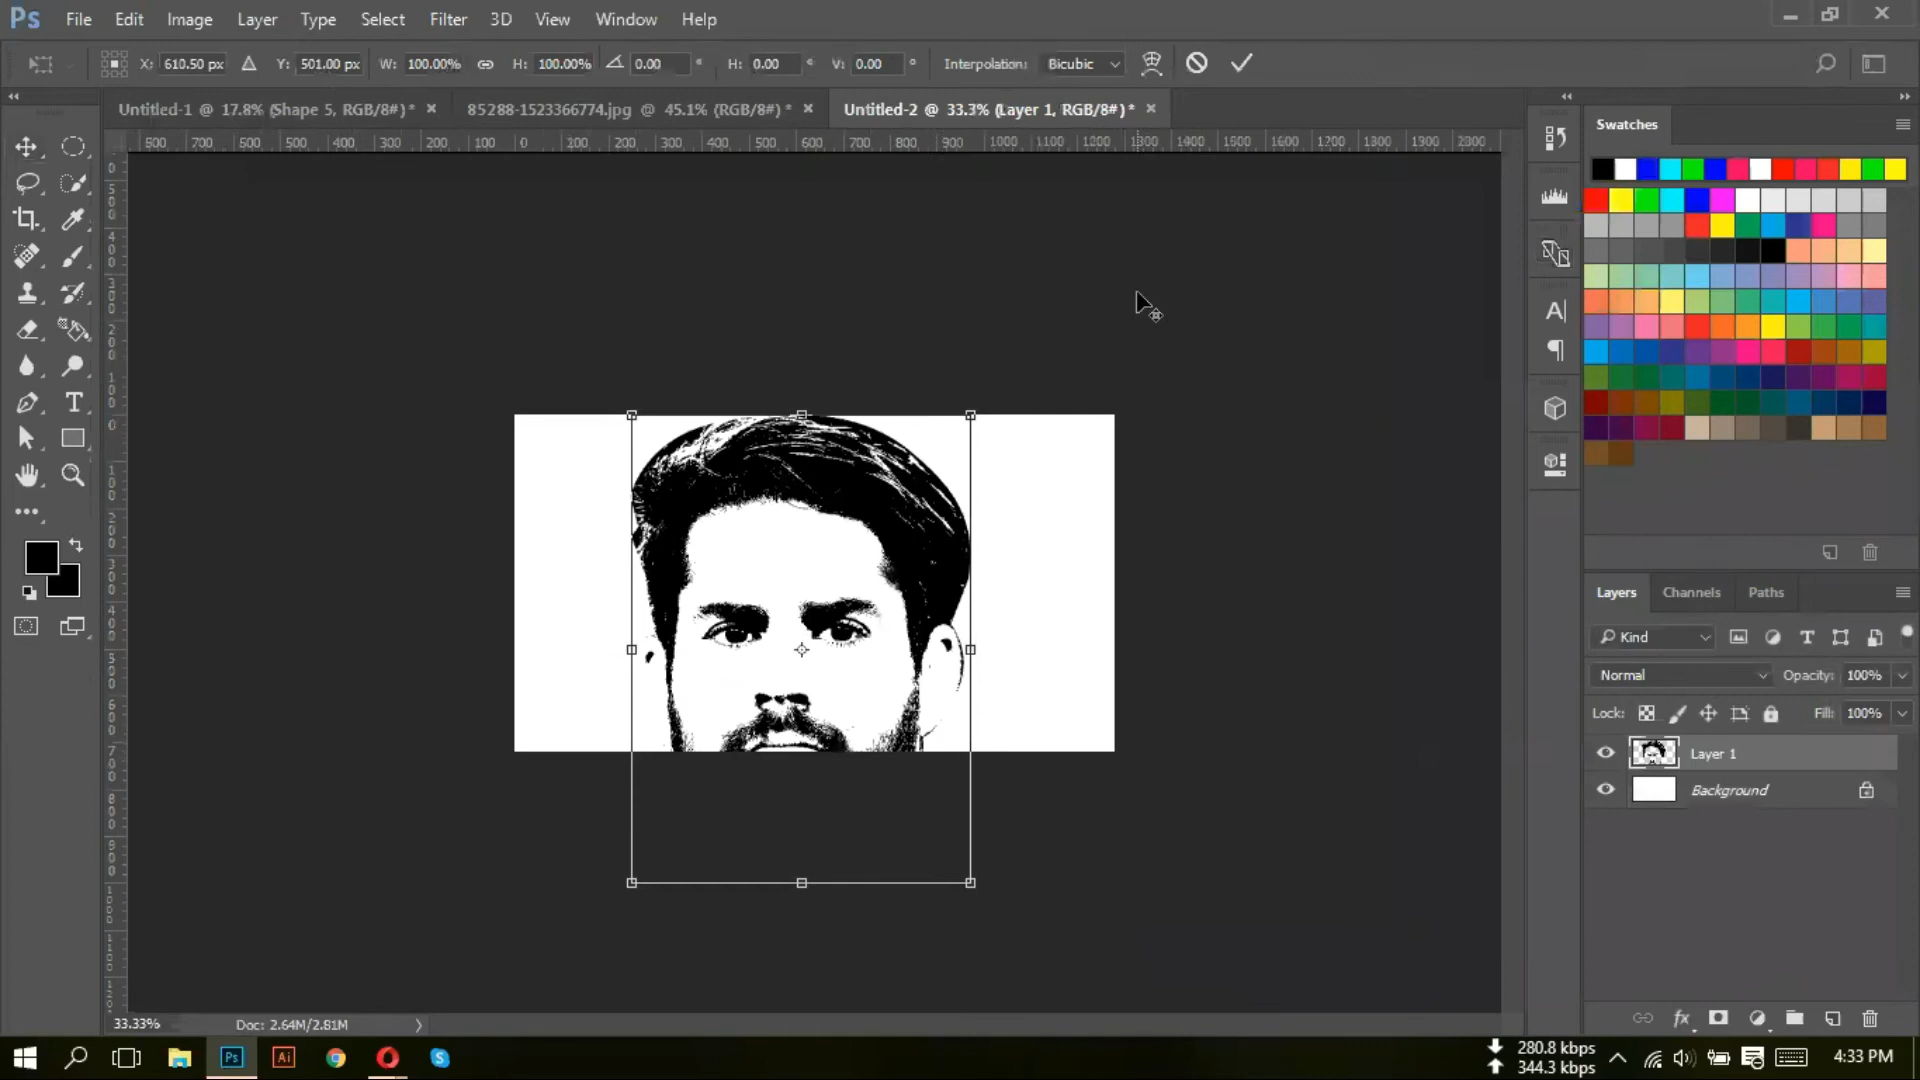 Ps File Edit Image Layer Type Select Filter 3D View Window Help
X: 610.50 px Y: 501.00 px W: 100.00% H: 100.00% 0.00 ° H: 0.00 ° V: 0.00 ° Interpolation: Bicubic
Untitled-1 @ 17.8% (Shape 5, RGB/8#) * 85288-1523366774.jpg @ 45.1% (RGB/8#) * Untitled-2 @ 33.3% (Layer 1, RGB/8#) *
Swatches
Layers Channels Paths
Kind
Normal Opacity: 100%
Lock: Fill: 100%
Layer 1
Background
33.33% Doc: 2.64M/2.81M
Ps Ai
280.8 kbps
344.3 kbps
4:33 PM